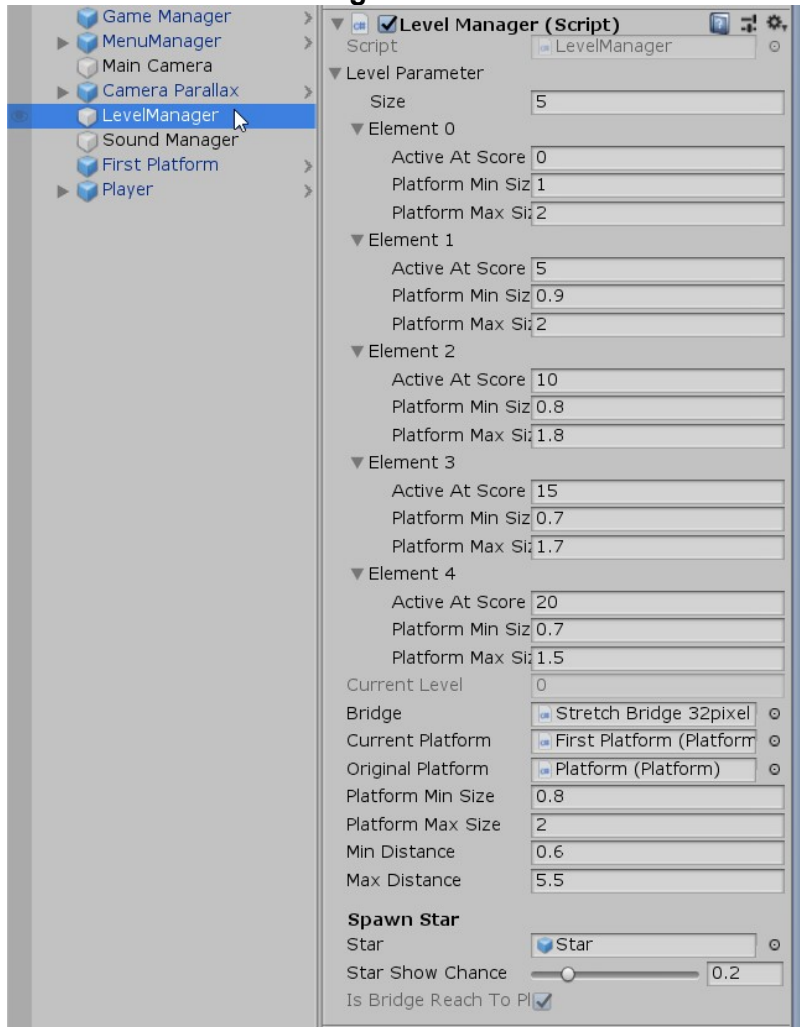 Game Manager
MenuManager
Main Camera
Camera Parallax
LevelManager
Sound Manager
First Platform
Player
Level Manager (Script)
Script LevelManager
Level Parameter
Size 5
Element 0
Active At Score 0
Platform Min Siz 1
Platform Max Siz 2
Element 1
Active At Score 5
Platform Min Siz 0.9
Platform Max Siz 2
Element 2
Active At Score 10
Platform Min Siz 0.8
Platform Max Siz 1.8
Element 3
Active At Score 15
Platform Min Siz 0.7
Platform Max Siz 1.7
Element 4
Active At Score 20
Platform Min Siz 0.7
Platform Max Siz 1.5
Current Level 0
Bridge Stretch Bridge 32pixel
Current Platform First Platform (Platform
Original Platform Platform (Platform)
Platform Min Size 0.8
Platform Max Size 2
Min Distance 0.6
Max Distance 5.5
Spawn Star
Star Star
Star Show Chance 0.2
Is Bridge Reach To Pl